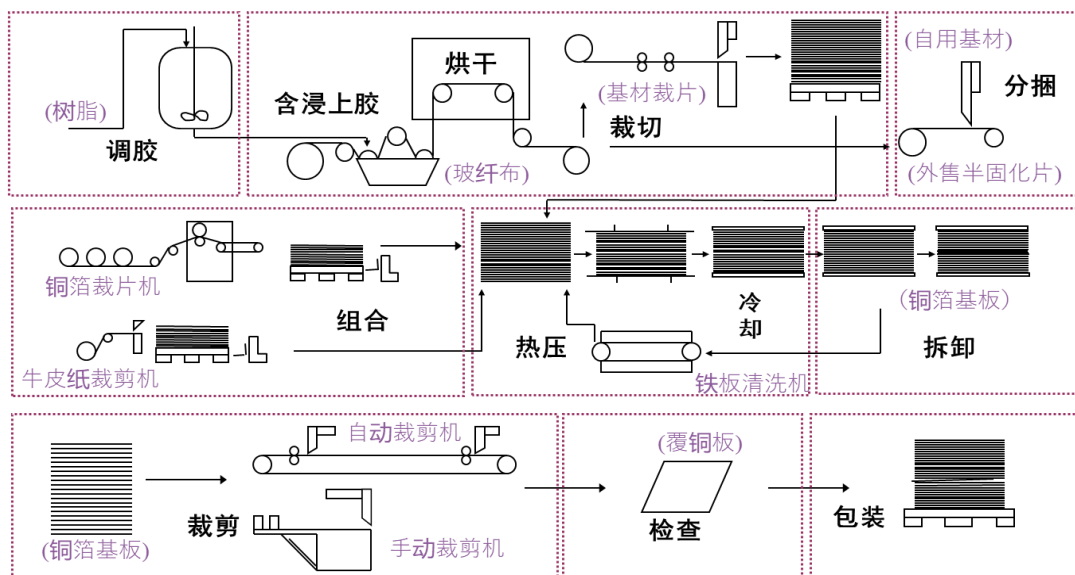 (树脂)
调胶
含浸上胶
烘干
(玻纤布)
(基材裁片)
裁切
(自用基材)
分捆
(外售半固化片)
铜箔裁片机
组合
牛皮纸裁剪机
热压
冷
却
铁板清洗机
（铜箔基板）
拆卸
(铜箔基板)
裁剪
自动裁剪机
手动裁剪机
(覆铜板)
检查
包装